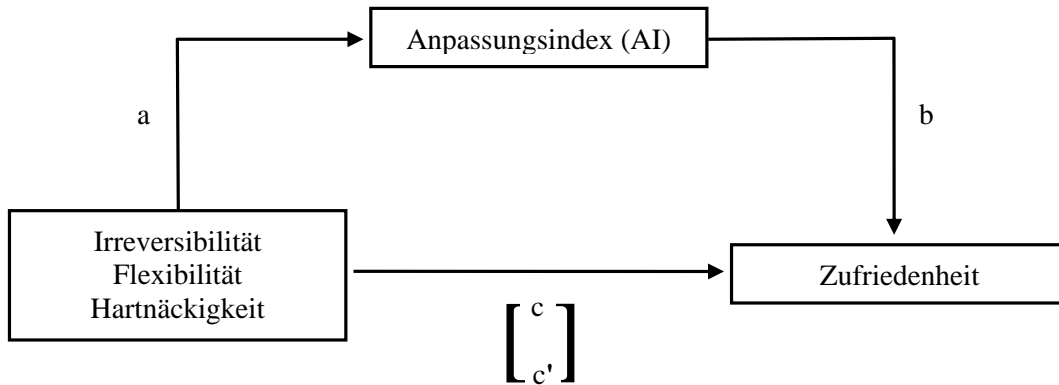 Anpassungsindex (AI)
a
b
Irreversibilität
Flexibilität
Hartnäckigkeit
Zufriedenheit
c
c'